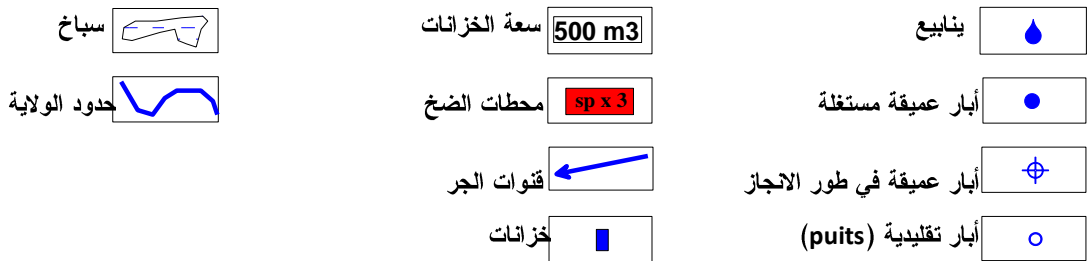 ينابيع
سعة الخزانات 500 m3
سباخ
أبار عميقة مستغلة
محطات الضخ sp x 3
حدود الولاية
أبار عميقة في طور الانجاز
قنوات الجر
أبار تقليدية (puits)
خزانات